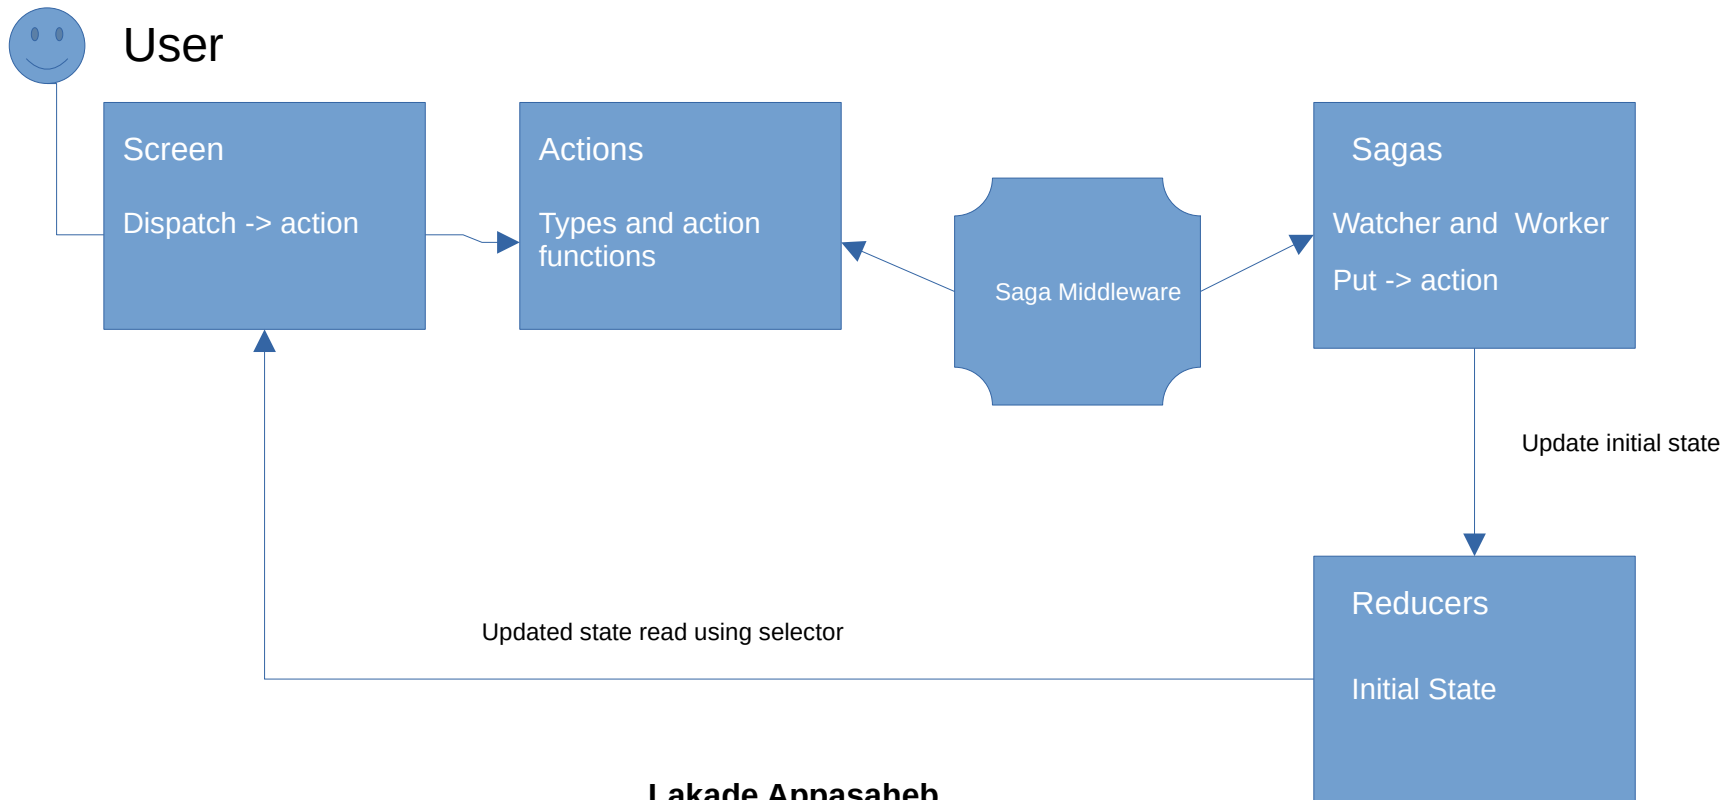 User
Screen
Dispatch -> action
Actions
Types and action
functions
Saga Middleware
Sagas
Watcher and  Worker
Put -> action
Update initial state
Reducers
Initial State
Updated state read using selector
Lakade Appasaheb